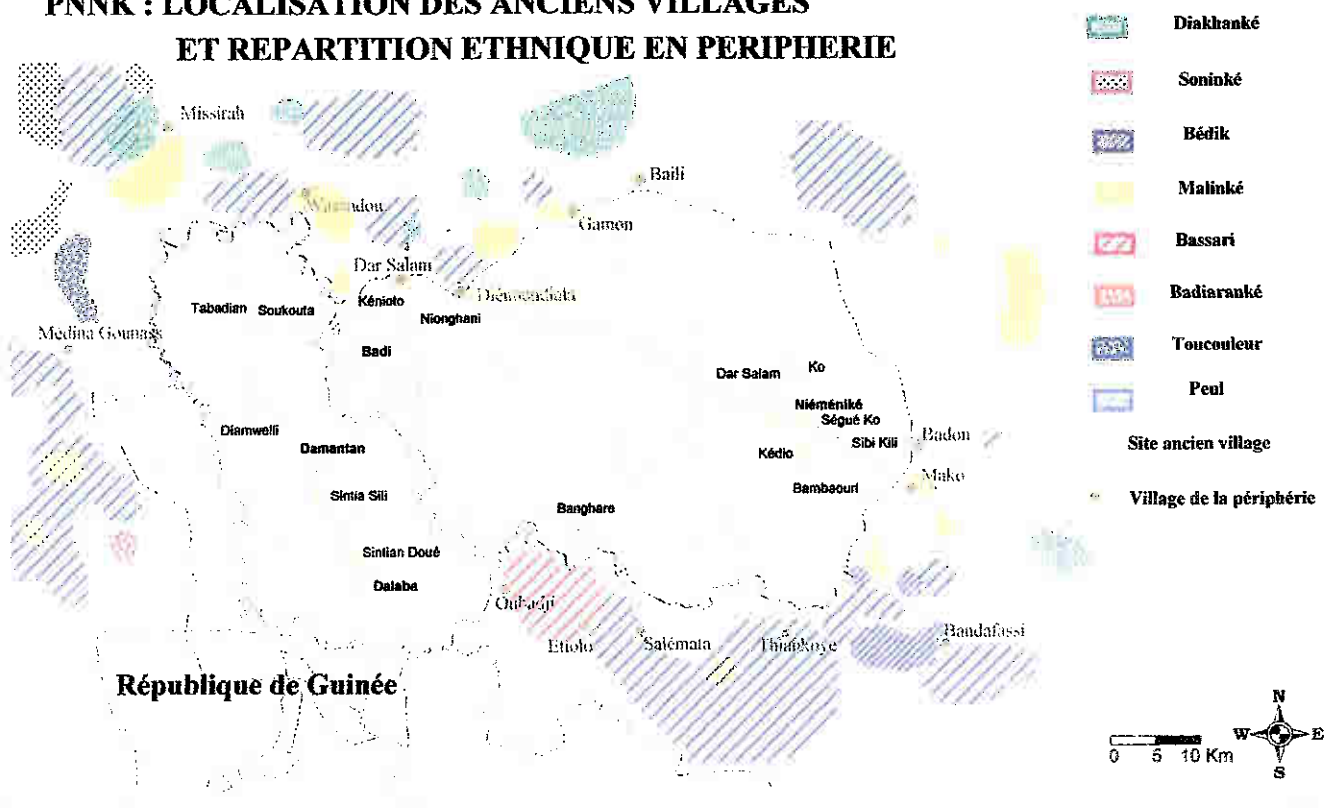 PNNK : LOCALISATION DES ANCIENS VILLAGES
ET REPARTITION ETHNIQUE EN PERIPHERIE
Diakhanké
Soninké
Bédik
Malinké
Bassari
Badiaranké
Toucouleur
Peul
Site ancien village
Village de la périphérie
Missirah
Baili
Gamon
Dar Salam
Tabadian
Soukouta
Kénioto
Nionghani
Badi
Médina Gounass
Dar Salam
Ko
Niéméniké
Ségué Ko
Sibi Kili
Badon
Kédio
Mako
Bambaouri
Diamwelli
Damantan
Sintia Sili
Banghare
Sintian Doué
Dalaba
Oubadji
Etiolo
Salémata
Thiankoye
Bandafassi
République de Guinée
N
W
E
S
0 5 10 Km